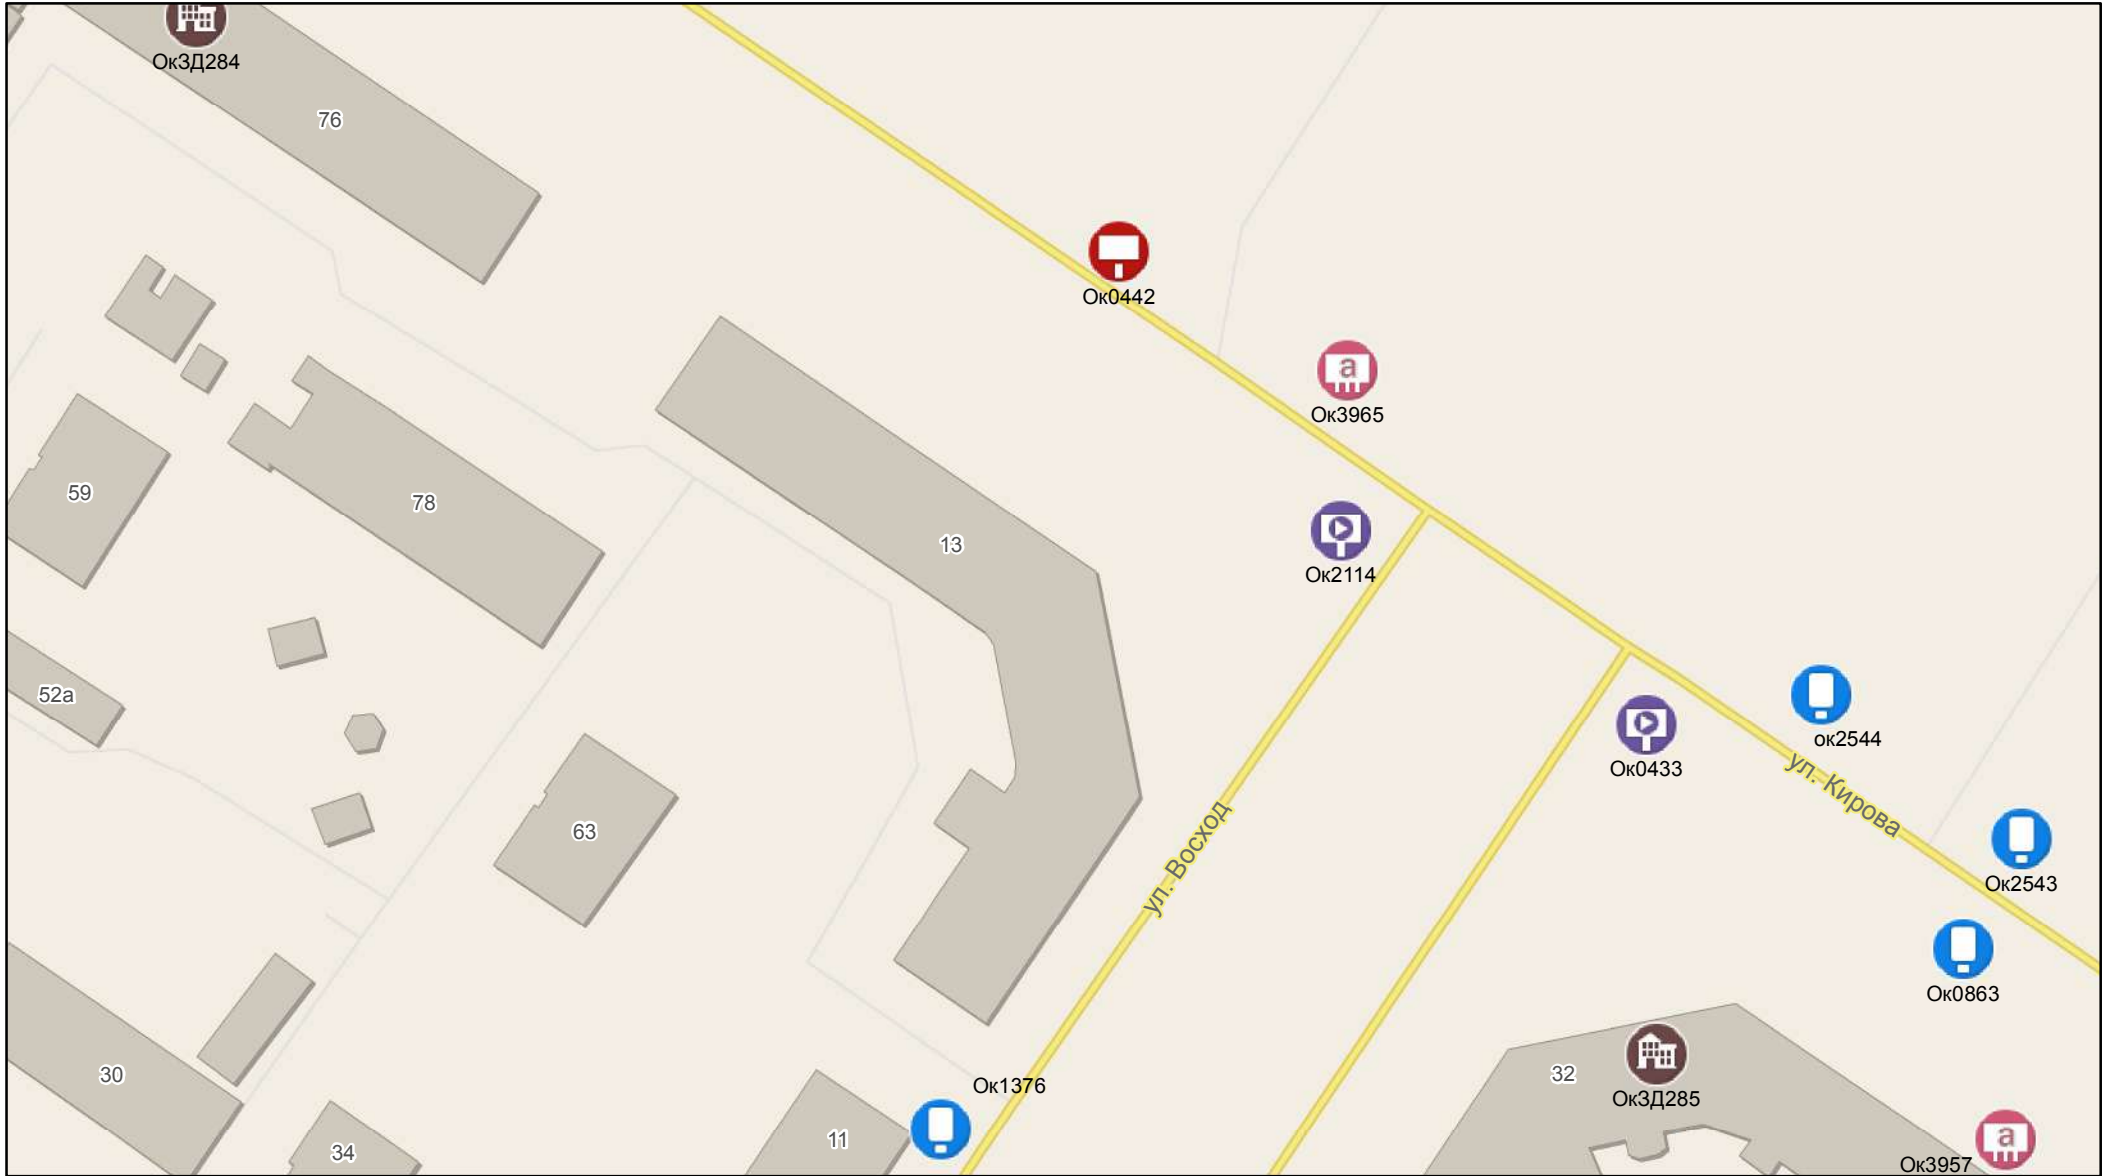 ОкЗД284
76
Ок0442
Ок3965
59
78
13
Ок2114
52а
ок2544
Ок0433
ул. Кирова
63
ул. Восход
Ок2543
Ок0863
30
Ок1376
32
ОкЗД285
34
11
Ок3957
а
а